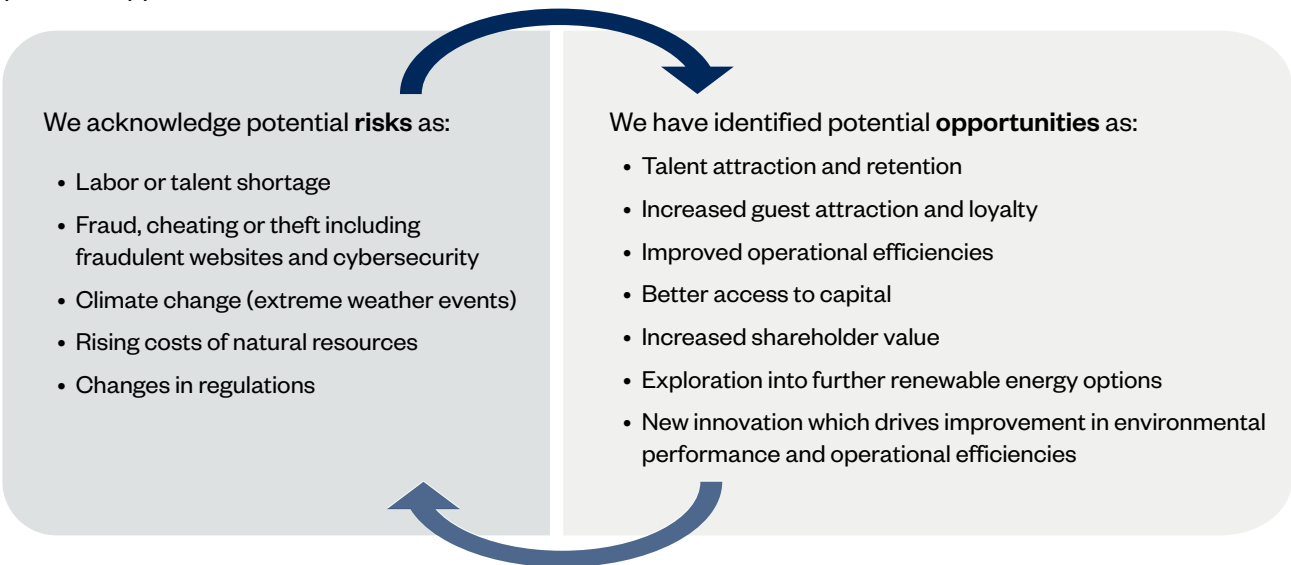 We acknowledge potential risks as:
• Labor or talent shortage
• Fraud, cheating or theft including
fraudulent websites and cybersecurity
• Climate change (extreme weather events)
• Rising costs of natural resources
• Changes in regulations
We have identified potential opportunities as:
• Talent attraction and retention
• Increased guest attraction and loyalty
• Improved operational efficiencies
• Better access to capital
• Increased shareholder value
• Exploration into further renewable energy options
• New innovation which drives improvement in environmental
performance and operational efficiencies